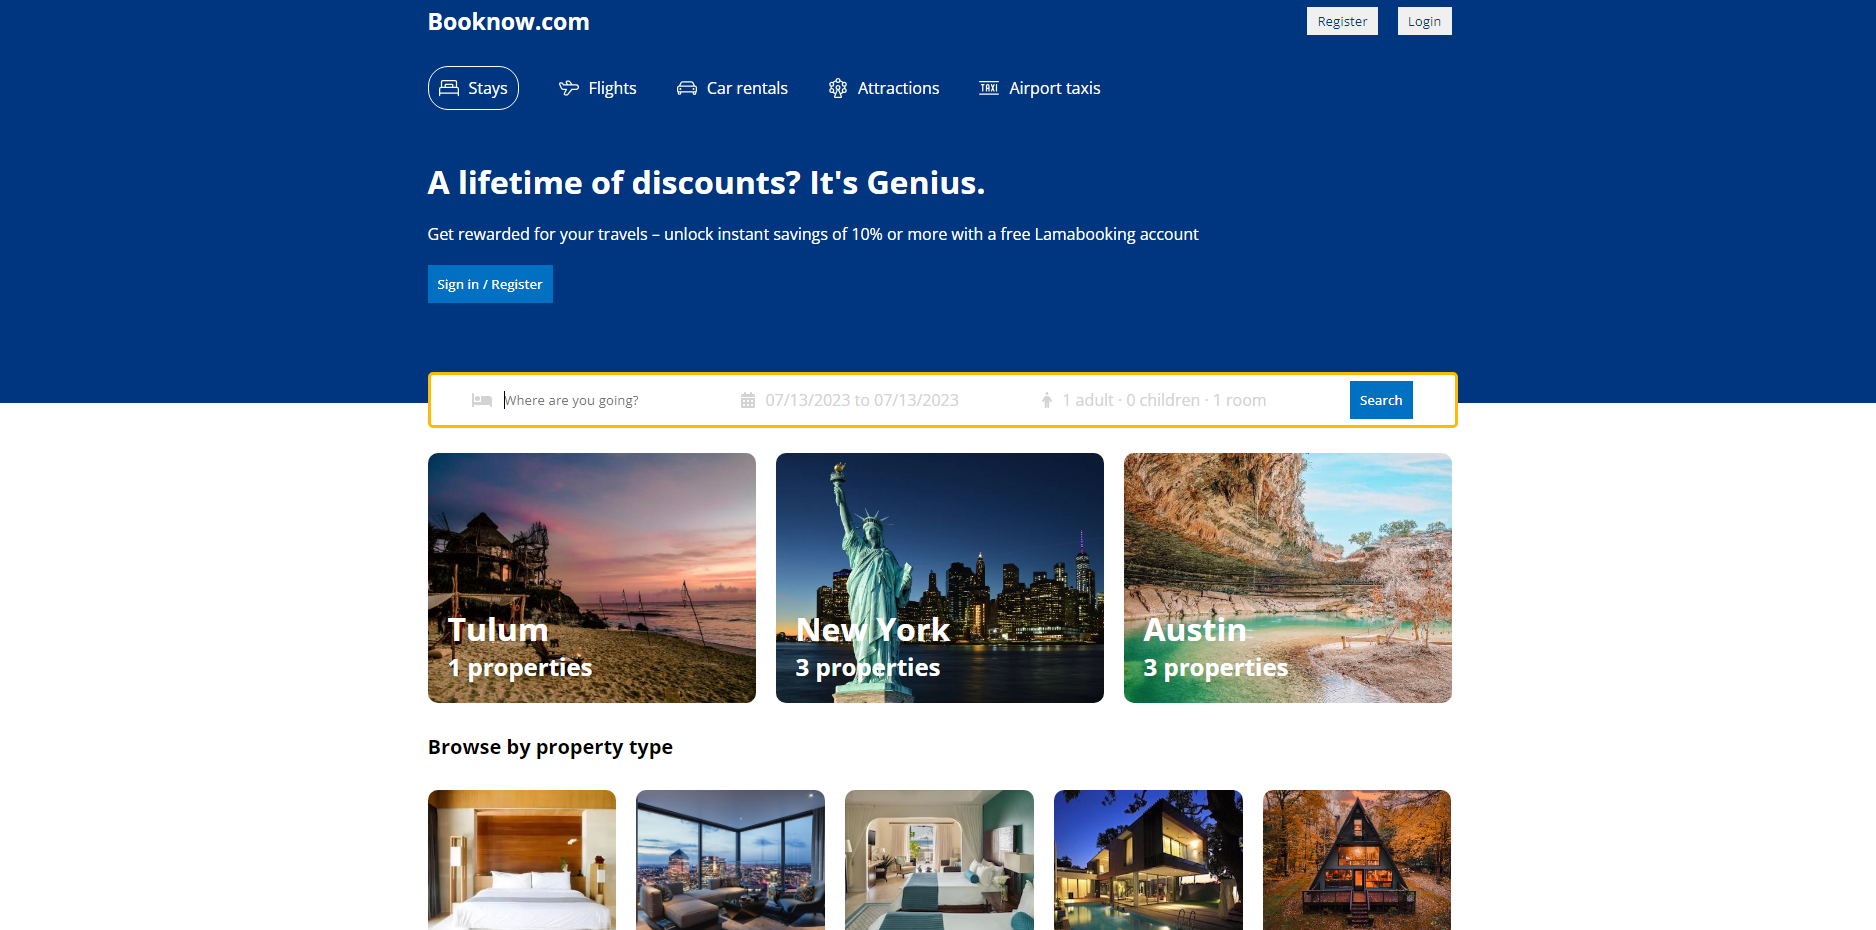 Booknow.com
Register
Login
Stays
Flights
Car rentals
Attractions
TAXI
Airport taxis
A lifetime of discounts? It's Genius.
Get rewarded for your travels – unlock instant savings of 10% or more with a free Lamabooking account
Sign in / Register
Where are you going?
07/13/2023 to 07/13/2023
1 adult · 0 children · 1 room
Search
Tulum
1 properties
New York
3 properties
Austin
3 properties
Browse by property type